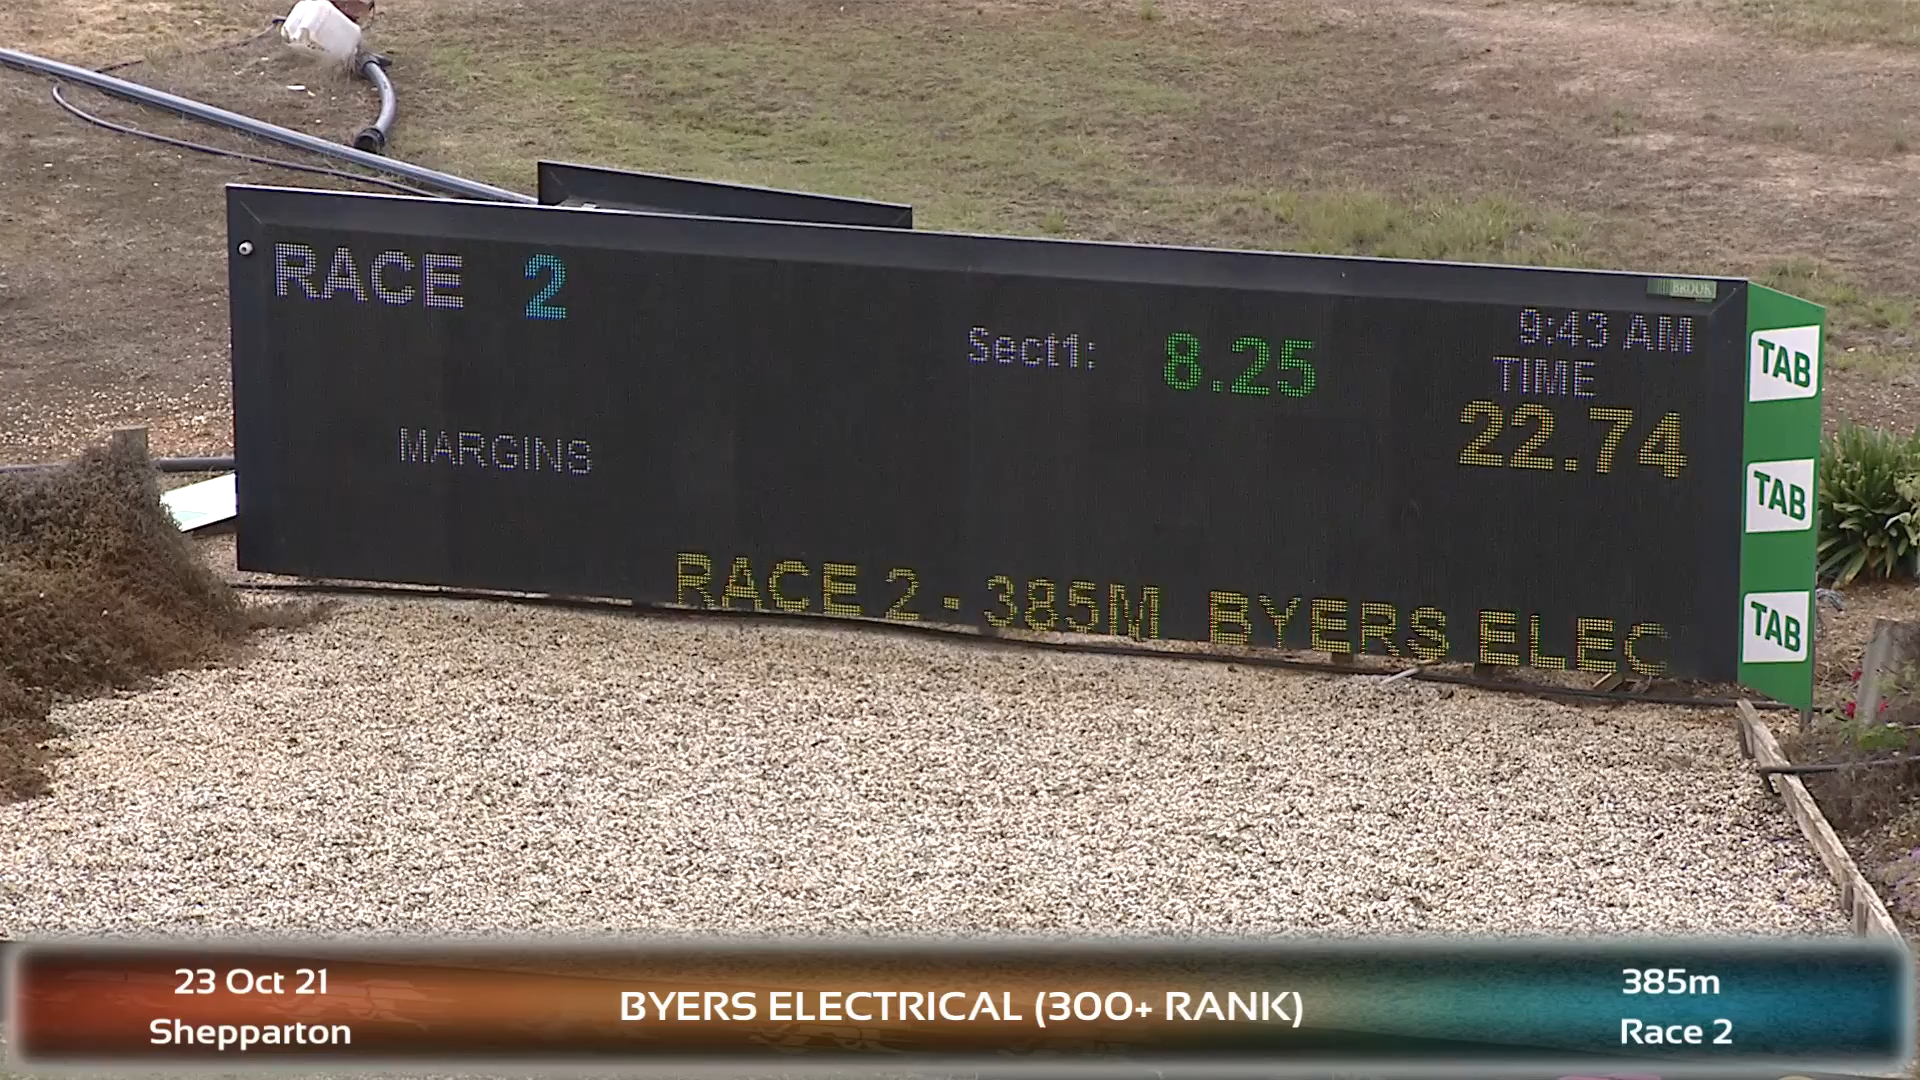 RACE 2
BROOK
9:43 AM
Sect1: 8.25
TIME
22.74
MARGINS
RACE 2 - 385M BYERS ELEC
TAB
TAB
TAB
23 Oct 21
Shepparton
BYERS ELECTRICAL (300+ RANK)
385m
Race 2